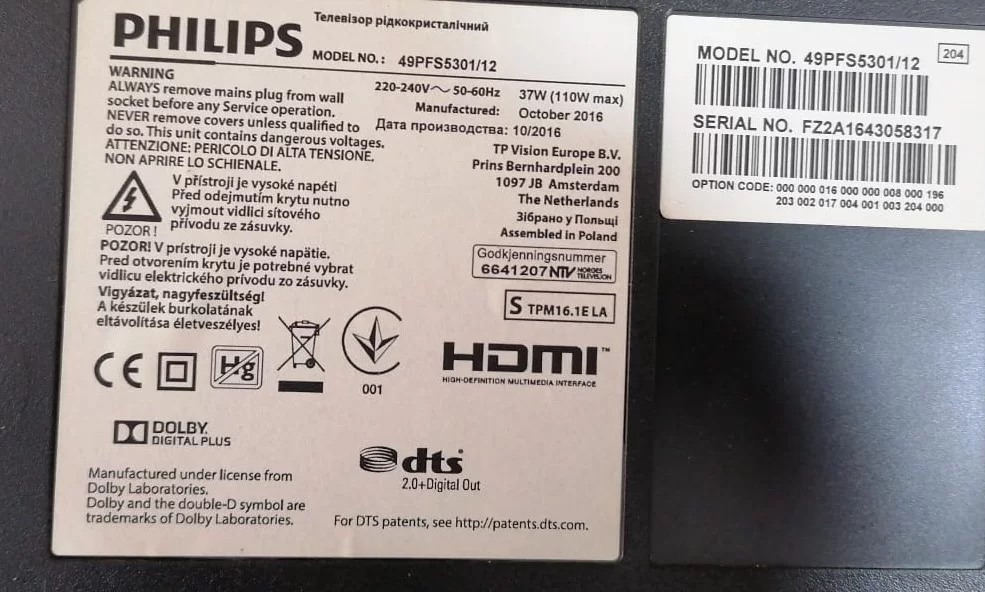 PHILIPS
Телевізор рідкокристалічний
MODEL NO.: 49PFS5301/12
WARNING
ALWAYS remove mains plug from wall
socket before any Service operation.
NEVER remove covers unless qualified to
do so. This unit contains dangerous voltages.
ATTENZIONE: PERICOLO DI ALTA TENSIONE.
NON APRIRE LO SCHIENALE.
V přístroji je vysoké napéti
Před odejmutím krytu nutno
vyjmout vidlici síťového
přívodu ze zásuvky.
POZOR!
POZOR! V prístroji je vysoké napätie.
Pred otvorením krytu je potrebné vybrat
vidlicu elektrického prívodu zo zásuvky.
Vigyázat, nagyfeszültség!
A készülek burkolatának
eltávolítása életveszélyes!
220-240V~ 50-60Hz 37W (110W max)
Manufactured: October 2016
Дата производства: 10/2016
TP Vision Europe B.V.
Prins Bernhardplein 200
1097 JB Amsterdam
The Netherlands
Зібрано у Польщі
Assembled in Poland
Godkjenningsnummer
6641207 NTV NORGES TELEVISJON
S TPM16.1E LA
CE
Hg
001
HDMI™
HIGH-DEFINITION MULTIMEDIA INTERFACE
DOLBY.
DIGITAL PLUS
Manufactured under license from
Dolby Laboratories.
Dolby and the double-D symbol are
trademarks of Dolby Laboratories.
dts
2.0+Digital Out
For DTS patents, see http://patents.dts.com.
MODEL NO. 49PFS5301/12
204
SERIAL NO. FZ2A1643058317
OPTION CODE: 000 000 016 000 000 008 000 196
203 002 017 004 001 003 204 000